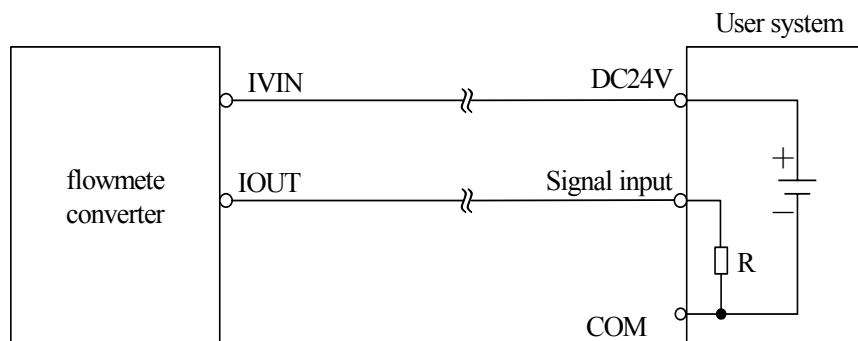 User system
IVIN
DC24V
+
flowmete
converter
IOUT
Signal input
−
R
COM